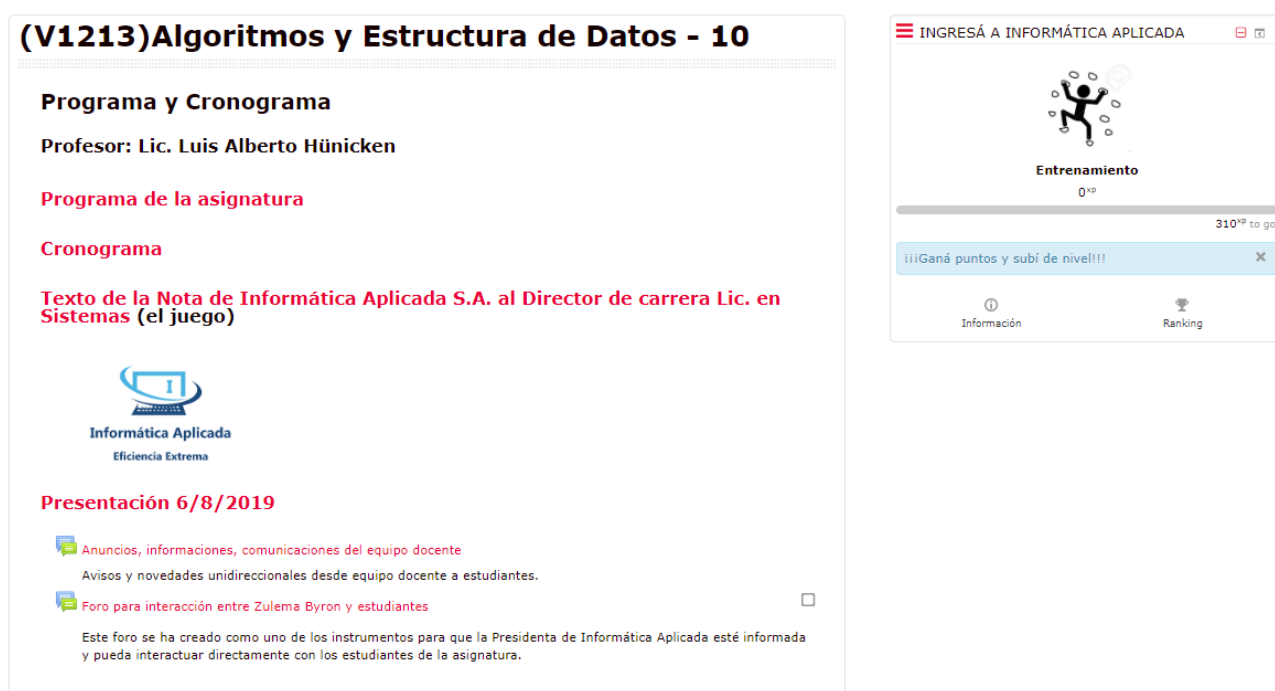 (V1213)Algoritmos y Estructura de Datos - 10
Programa y Cronograma
Profesor: Lic. Luis Alberto Hünicken
Programa de la asignatura
Cronograma
Texto de la Nota de Informática Aplicada S.A. al Director de carrera Lic. en
Sistemas (el juego)
I
Informática Aplicada
Eficiencia Extrema
Presentación 6/8/2019
Anuncios, informaciones, comunicaciones del equipo docente
Avisos y novedades unidireccionales desde equipo docente a estudiantes.
Foro para interacción entre Zulema Byron y estudiantes
Este foro se ha creado como uno de los instrumentos para que la Presidenta de Informática Aplicada esté informada
y pueda interactuar directamente con los estudiantes de la asignatura.
INGRESÁ A INFORMÁTICA APLICADA
Entrenamiento
0xp
310xp to go
¡¡¡Ganá puntos y subí de nivel!!!
Información
Ranking